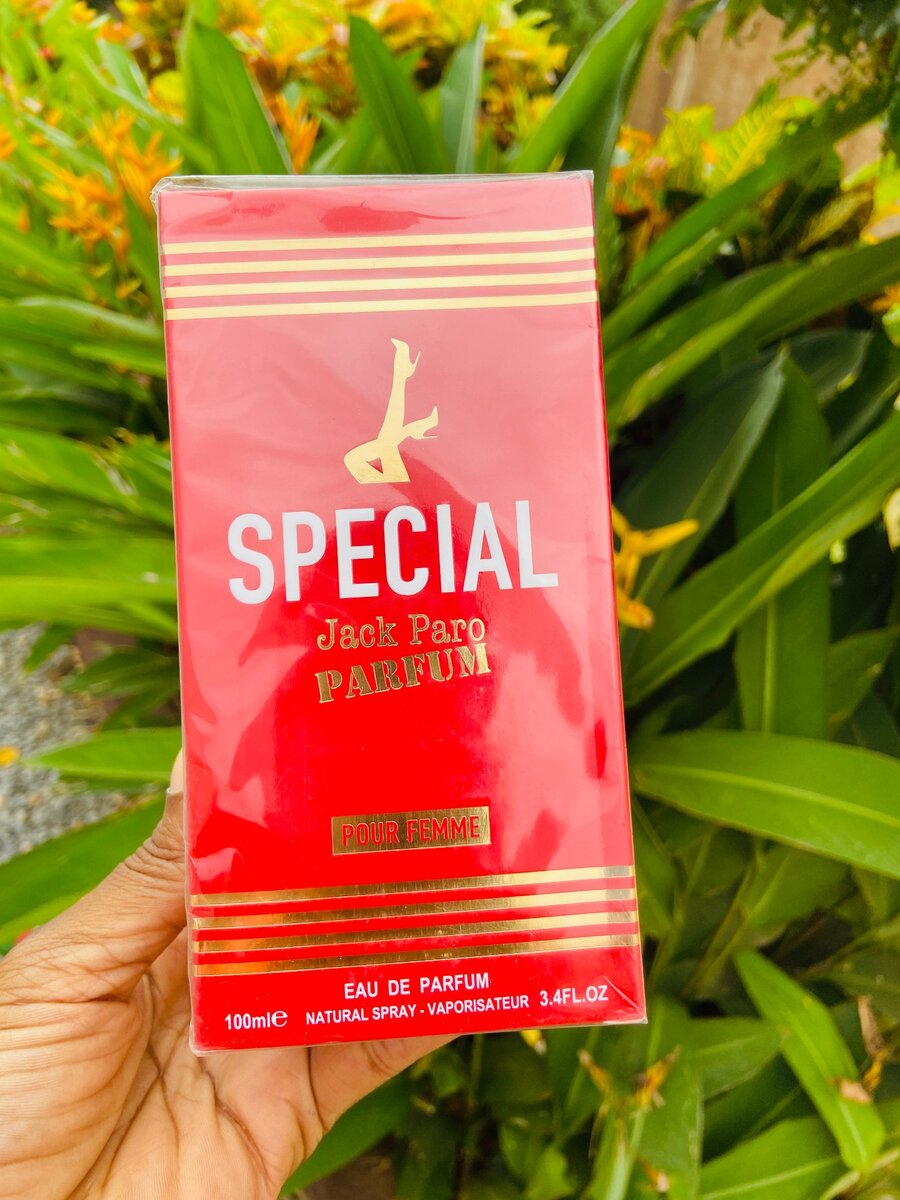 SPECIAL
Jack Paro
PARFUM
POUR FEMME
EAU DE PARFUM
100ml℮ NATURAL SPRAY - VAPORISATEUR 3.4FL.OZ